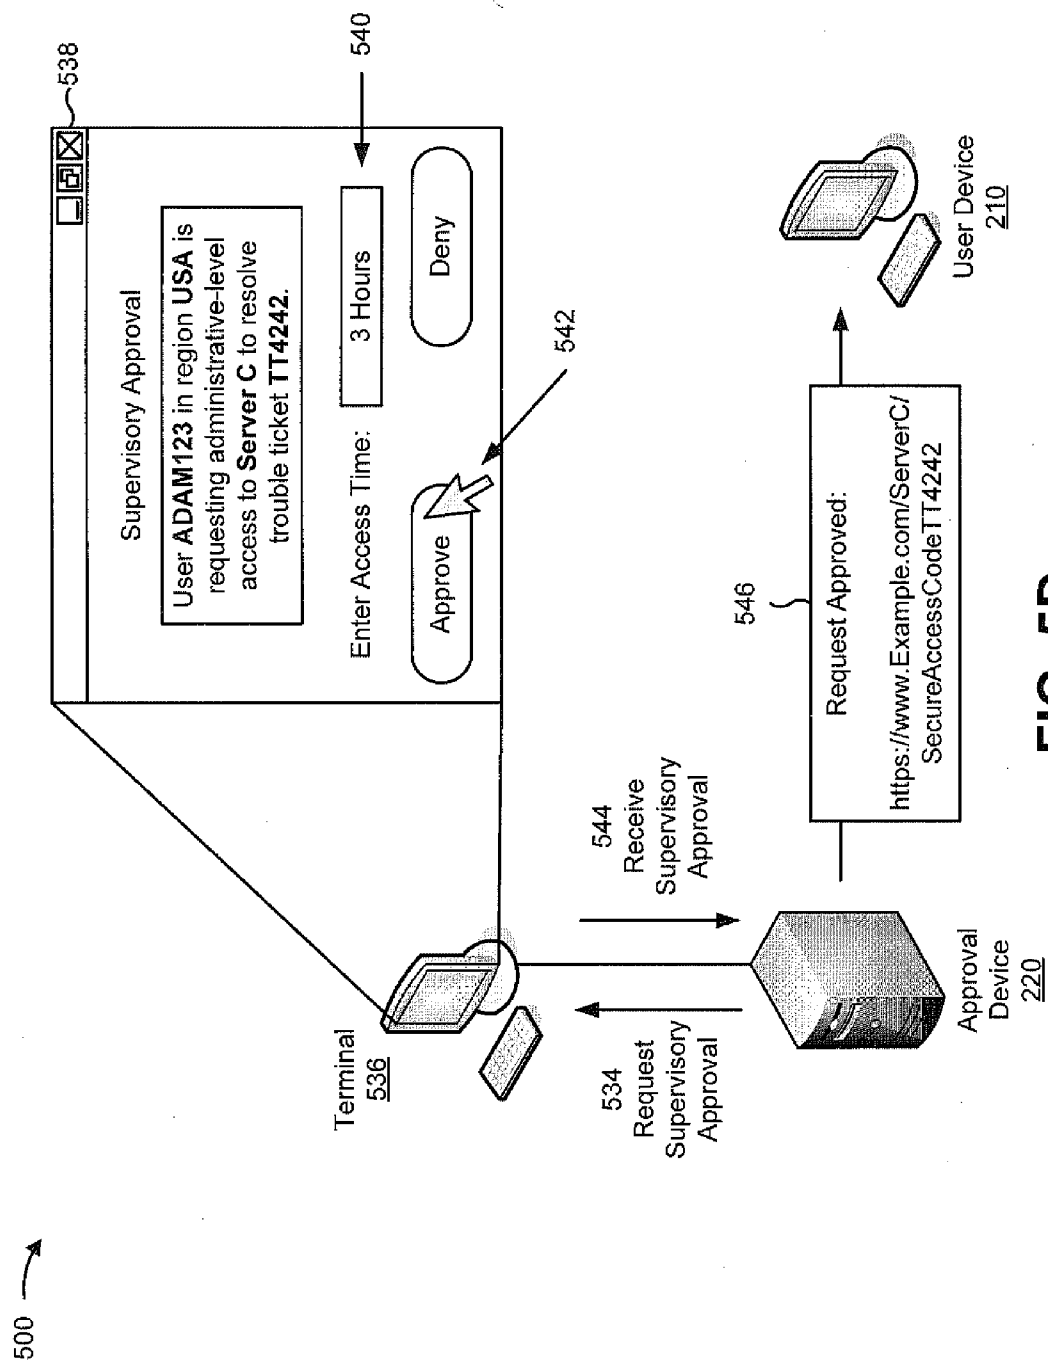 500
538
Supervisory Approval
User ADAM123 in region USA is
requesting administrative-level
access to Server C to resolve
trouble ticket TT4242.
Enter Access Time:
3 Hours
540
Approve
Deny
542
Terminal
536
534
Request
Supervisory
Approval
544
Receive
Supervisory
Approval
546
Request Approved:
https://www.Example.com/ServerC/
SecureAccessCodeTT4242
Approval
Device
220
User Device
210